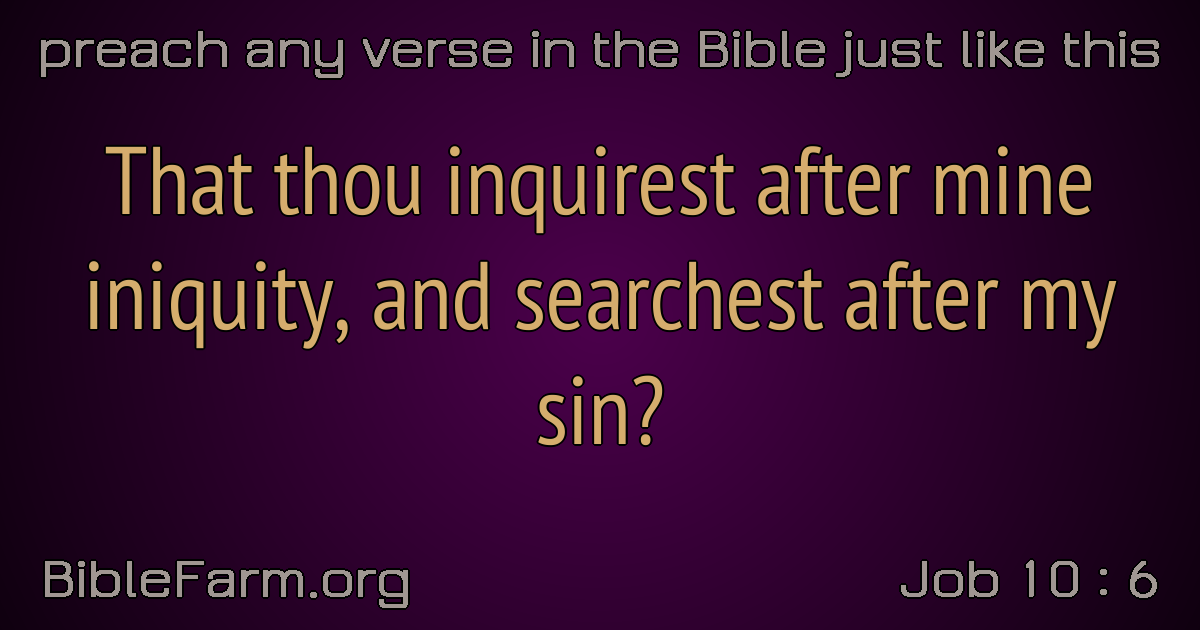 preach any verse in the Bible just like this
That thou inquirest after mine
iniquity, and searchest after my
sin?
BibleFarm.org
Job 10 : 6